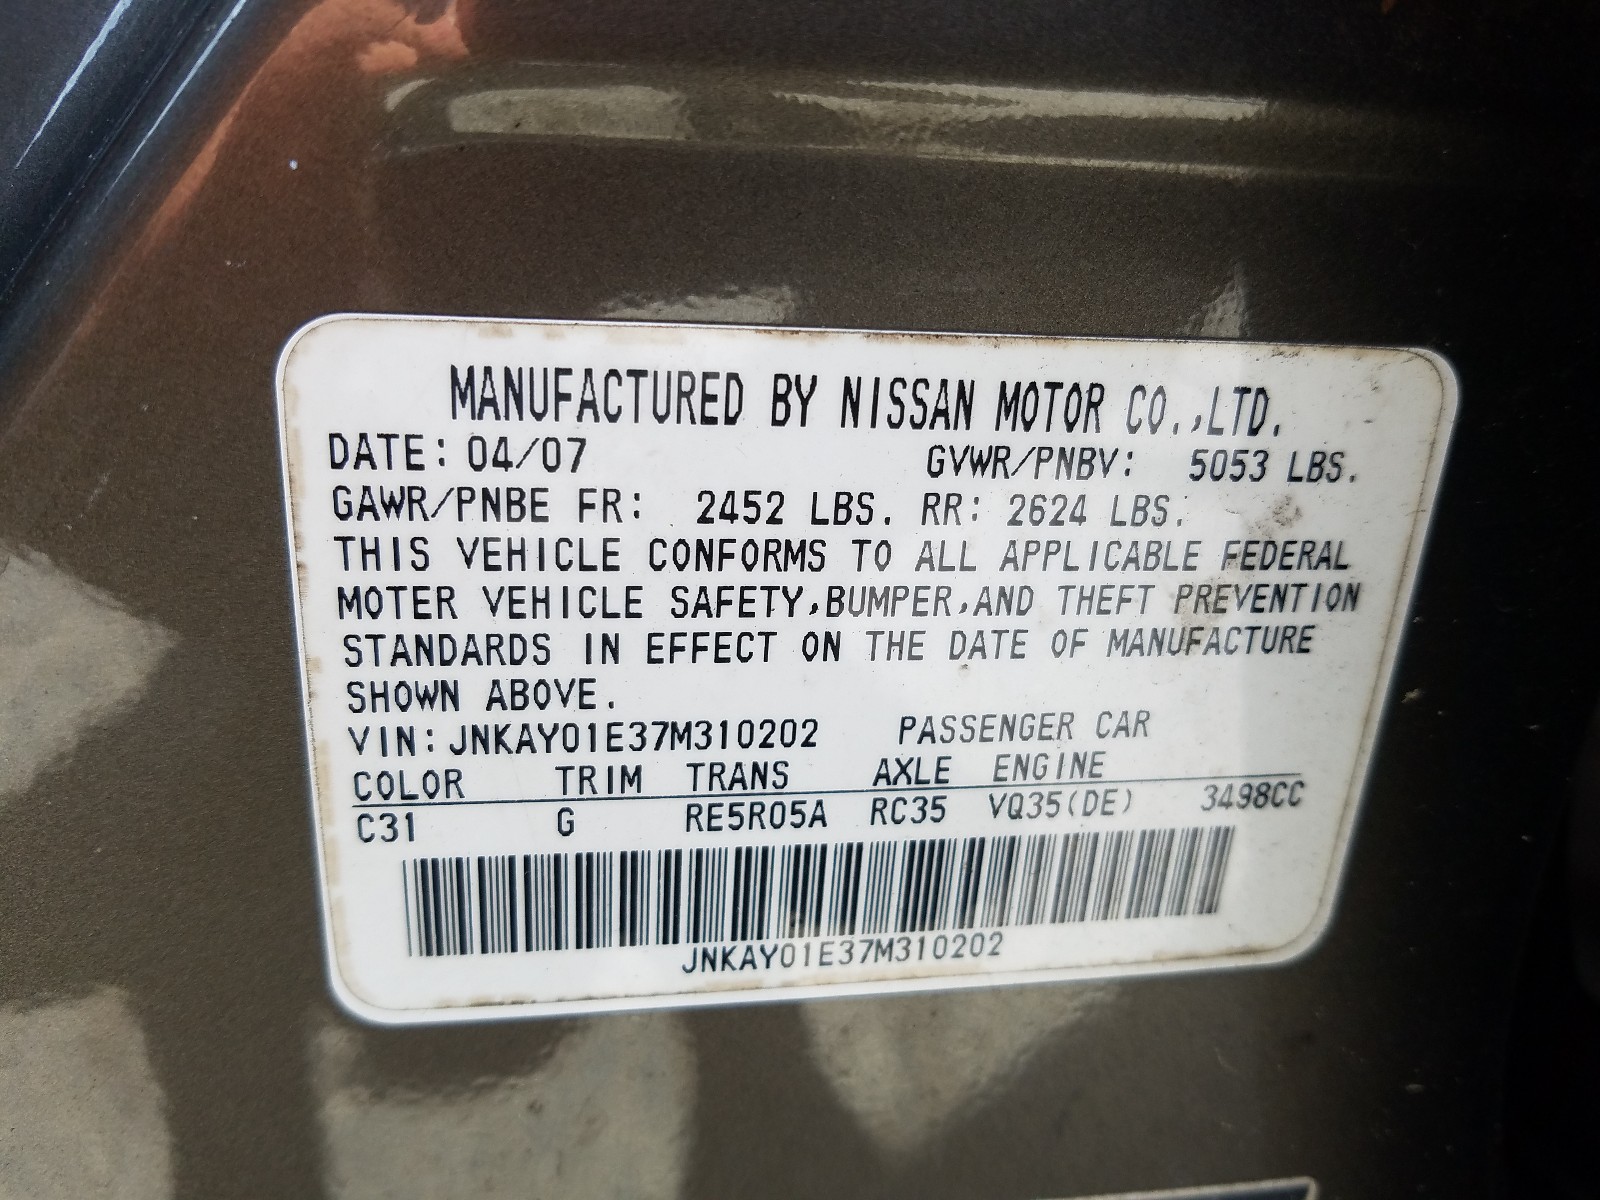 MANUFACTURED BY NISSAN MOTOR CO.,LTD.
DATE: 04/07 GVWR/PNBV: 5053 LBS.
GAWR/PNBE FR: 2452 LBS. RR: 2624 LBS.
THIS VEHICLE CONFORMS TO ALL APPLICABLE FEDERAL
MOTER VEHICLE SAFETY,BUMPER,AND THEFT PREVENTION
STANDARDS IN EFFECT ON THE DATE OF MANUFACTURE
SHOWN ABOVE.
VIN: JNKAY01E37M310202 PASSENGER CAR
COLOR TRIM TRANS AXLE ENGINE
C31 G RE5R05A RC35 VQ35(DE) 3498CC
JNKAY01E37M310202